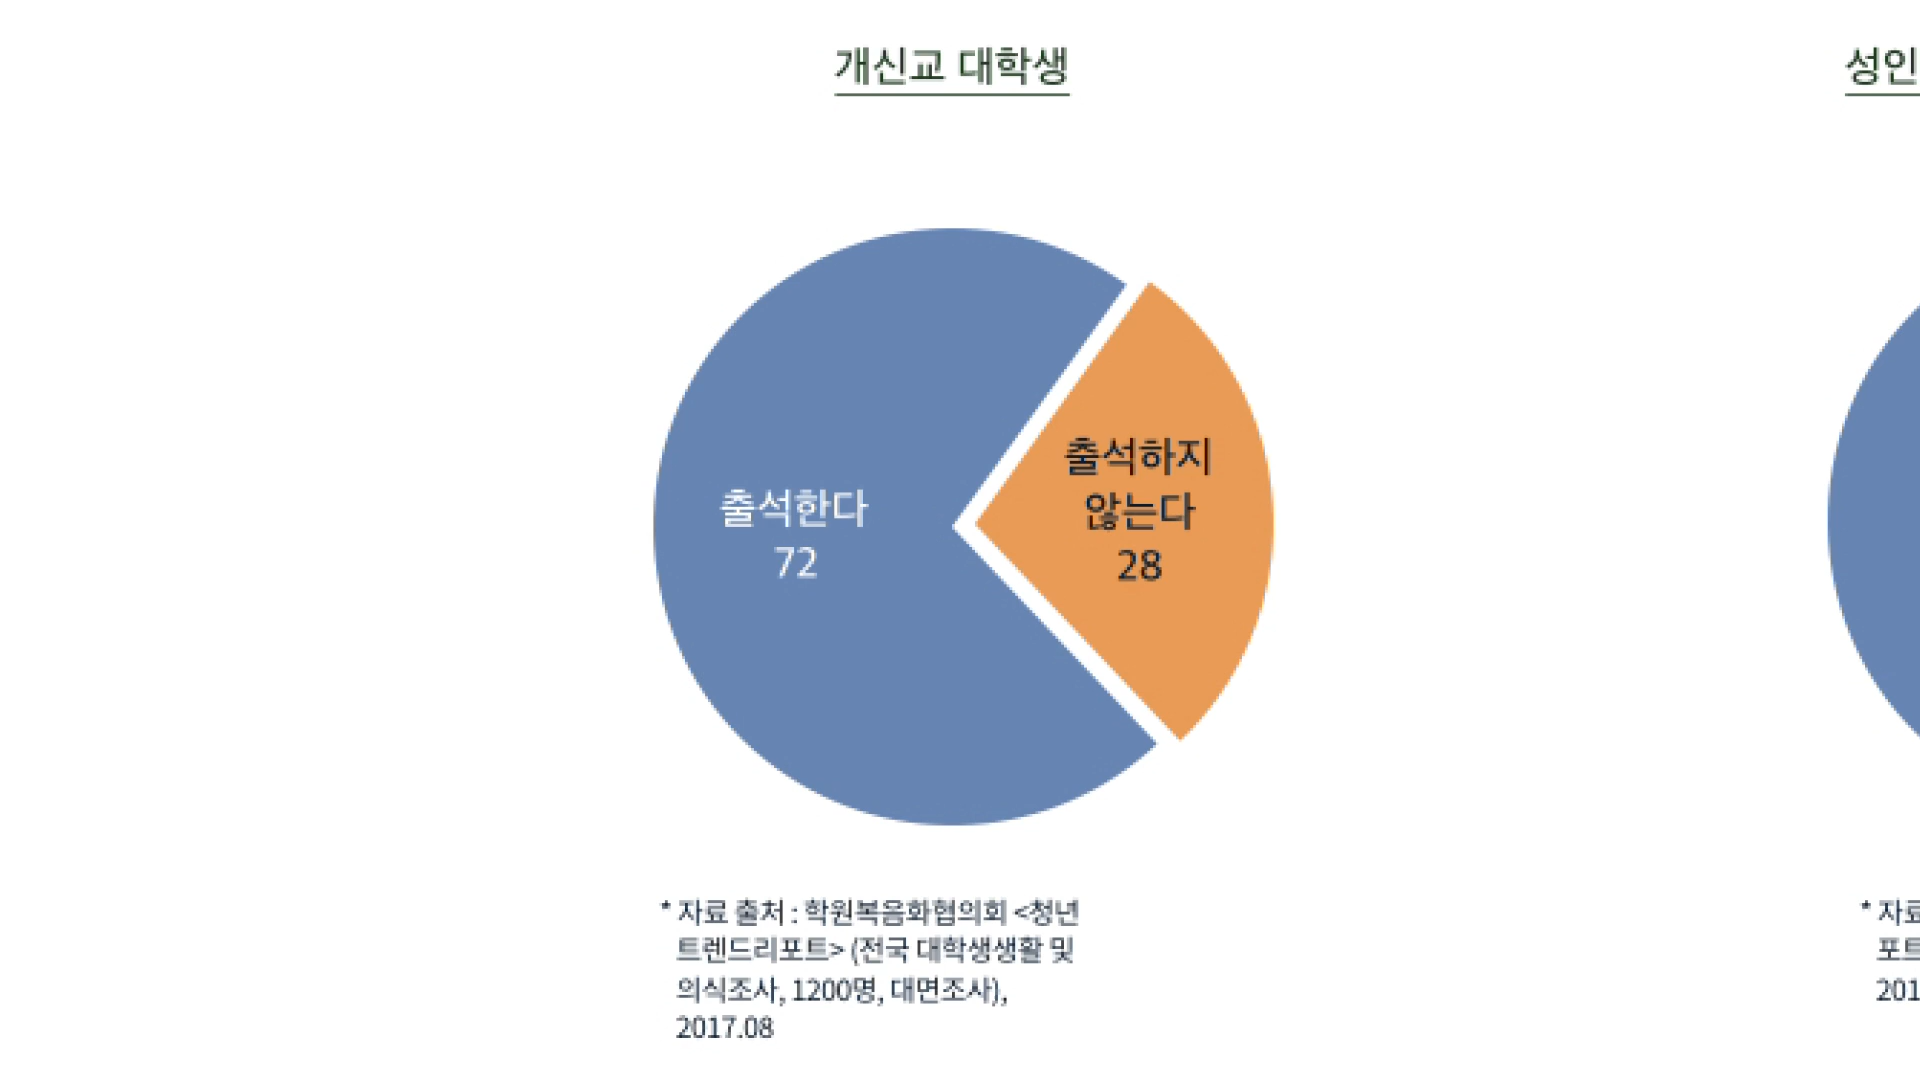 개신교 대학생
성인
출석하지
않는다
28
출석한다
72
* 자료 출처 : 학원복음화협의회 <청년
트렌드리포트> (전국 대학생생활 및
의식조사, 1200명, 대면조사),
2017.08
* 자료
포트
201